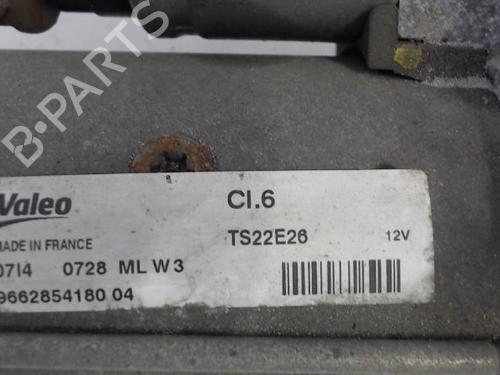 B-PARTS
Valeo
CI.6
MADE IN FRANCE
TS22E26
12V
0714 0728 ML W3
9662854180 04